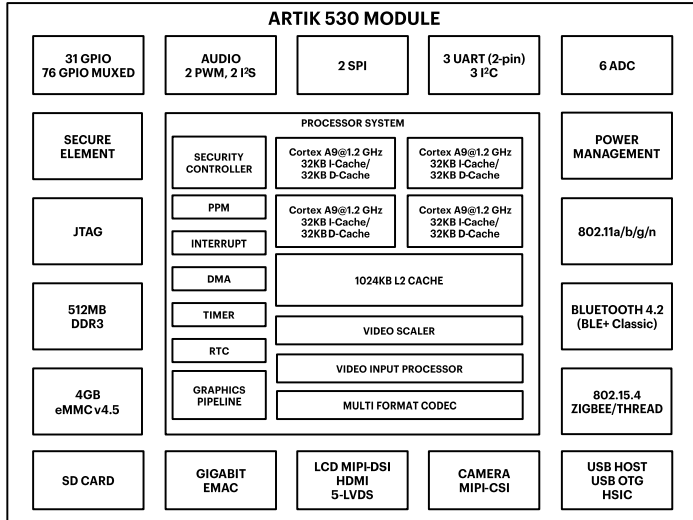 ARTIK 530 MODULE
31 GPIO
76 GPIO MUXED
AUDIO
2 PWM, 2 I²S
2 SPI
3 UART (2-pin)
3 I²C
6 ADC
SECURE
ELEMENT
JTAG
512MB
DDR3
4GB
eMMC v4.5
PROCESSOR SYSTEM
SECURITY
CONTROLLER
PPM
INTERRUPT
DMA
TIMER
RTC
GRAPHICS
PIPELINE
Cortex A9@1.2 GHz
32KB I-Cache/
32KB D-Cache
Cortex A9@1.2 GHz
32KB I-Cache/
32KB D-Cache
Cortex A9@1.2 GHz
32KB I-Cache/
32KB D-Cache
Cortex A9@1.2 GHz
32KB I-Cache/
32KB D-Cache
1024KB L2 CACHE
VIDEO SCALER
VIDEO INPUT PROCESSOR
MULTI FORMAT CODEC
POWER
MANAGEMENT
802.11a/b/g/n
BLUETOOTH 4.2
(BLE+ Classic)
802.15.4
ZIGBEE/THREAD
SD CARD
GIGABIT
EMAC
LCD MIPI-DSI
HDMI
5-LVDS
CAMERA
MIPI-CSI
USB HOST
USB OTG
HSIC